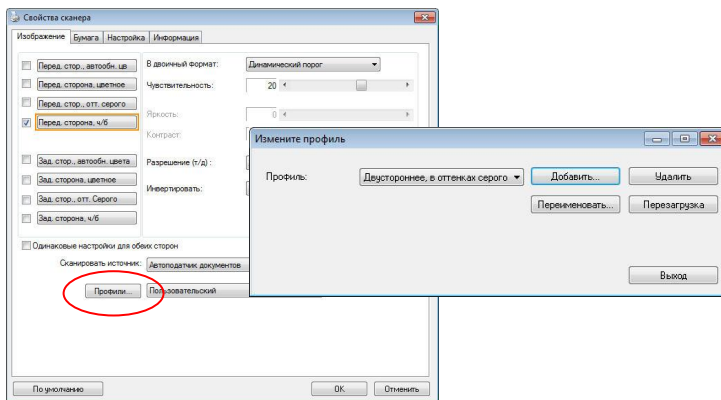 Свойства сканера
Изображение Бумага Настройка Информация
Перед. стор., автообн. цв
Перед. сторона, цветное
Перед. стор., отт. серого
Перед. сторона, ч/б
Зад. стор., автообн. цвета
Зад. сторона, цветное
Зад. стор., отт. Серого
Зад. сторона, ч/б
В двоичный формат: Динамический порог
Чувствительность: 20
Яркость: 0
Контраст:
Разрешение (т/д) :
Инвертировать:
Одинаковые настройки для обеих сторон
Сканировать источник: Автоподатчик документов
Профили... Пользовательский
По умолчанию OK Отменить
Измените профиль
Профиль: Двустороннее, в оттенках серого Добавить... Удалить
Переименовать... Перезагрузка
Выход